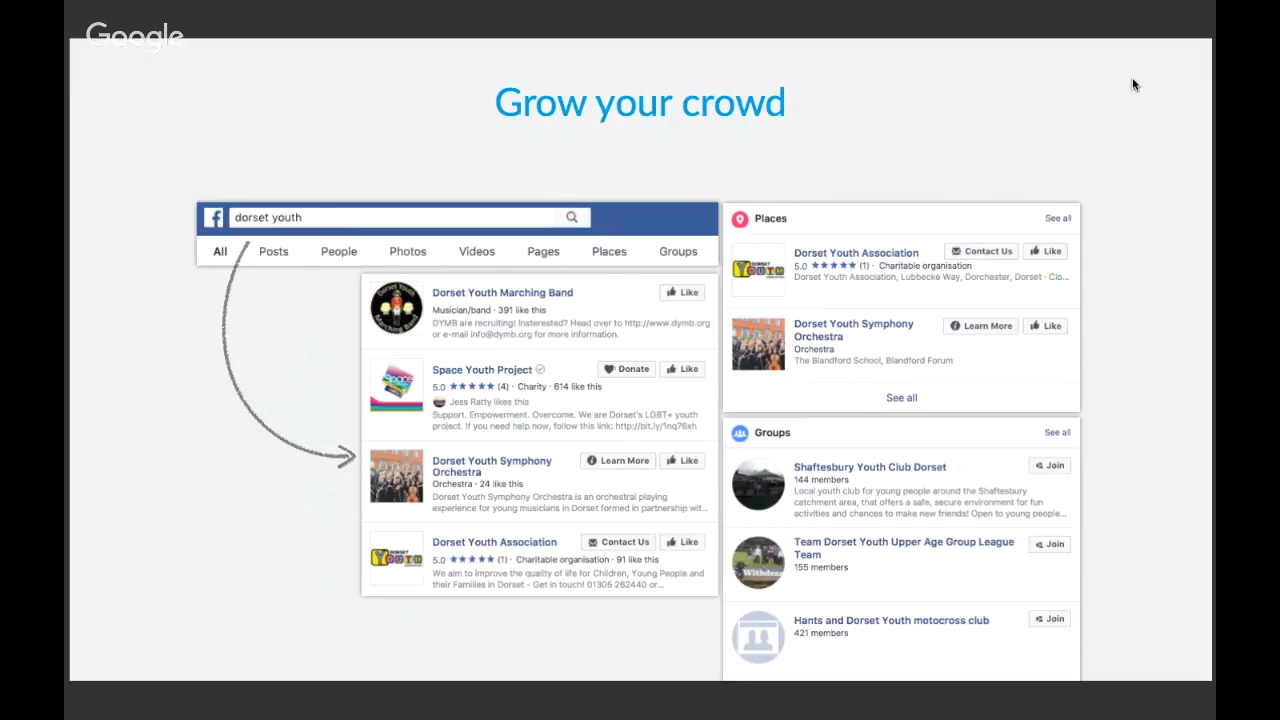 Google
Grow your crowd
dorset youth
All Posts People Photos Videos Pages Places Groups
Dorset Youth Marching Band
Like
Musician/band · 391 like this
DYMB are recruiting! Insterested? Head over to http://www.dymb.org
or e-mail info@dymb.org for more information.
Space Youth Project
Donate
Like
5.0 ★★★★★ (4) · Charity · 614 like this
Jess Ratty likes this
Support. Empowerment. Overcome. We are Dorset's LGBT+ youth
project. If you need help now, follow this link: http://bit.ly/1nq76xh
Dorset Youth Symphony
Orchestra
Learn More
Like
Orchestra · 24 like this
Dorset Youth Symphony Orchestra is an orchestral playing
experience for young musicians in Dorset formed in partnership wit...
DORSET
YOUTH
Dorset Youth Association
Contact Us
Like
5.0 ★★★★★ (1) · Charitable organisation · 91 like this
We aim to improve the quality of life for Children, Young People and
their Families in Dorset - Get in touch! 01305 262440 or...
Places
See all
DORSET
YOUTH
Dorset Youth Association
Contact Us
Like
5.0 ★★★★★ (1) · Charitable organisation
Dorset Youth Association, Lubbecke Way, Dorchester, Dorset · Clo...
Dorset Youth Symphony
Orchestra
Learn More
Like
Orchestra
The Blandford School, Blandford Forum
See all
Groups
See all
Shaftesbury Youth Club Dorset
Join
144 members
Local youth club for young people around the Shaftesbury
catchment area, that offers a safe, secure environment for fun
activities and chances to make new friends! Open to young people...
Team Dorset Youth Upper Age Group League
Team
Join
155 members
Withdean
Hants and Dorset Youth motocross club
Join
421 members